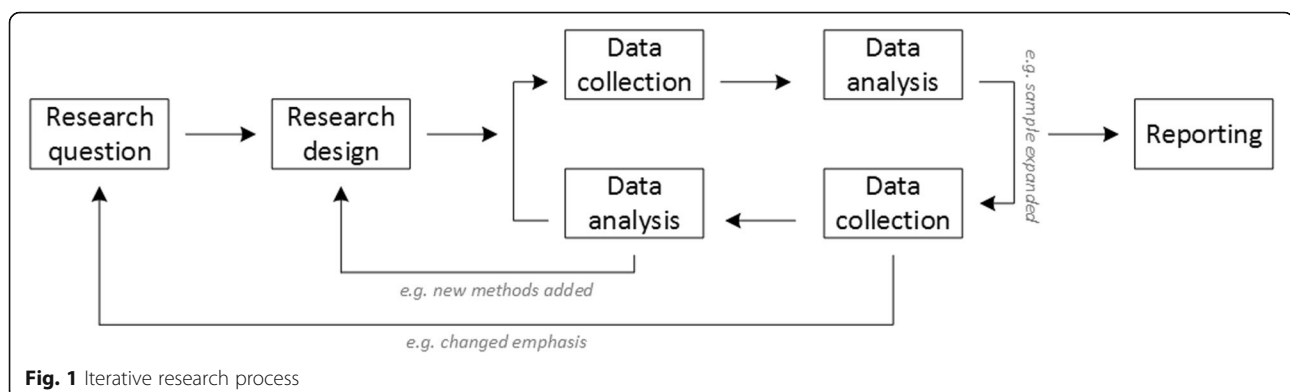 Research
question
Research
design
Data
collection
Data
analysis
e.g. sample expanded
Reporting
Data
analysis
Data
collection
e.g. new methods added
e.g. changed emphasis
Fig. 1 Iterative research process